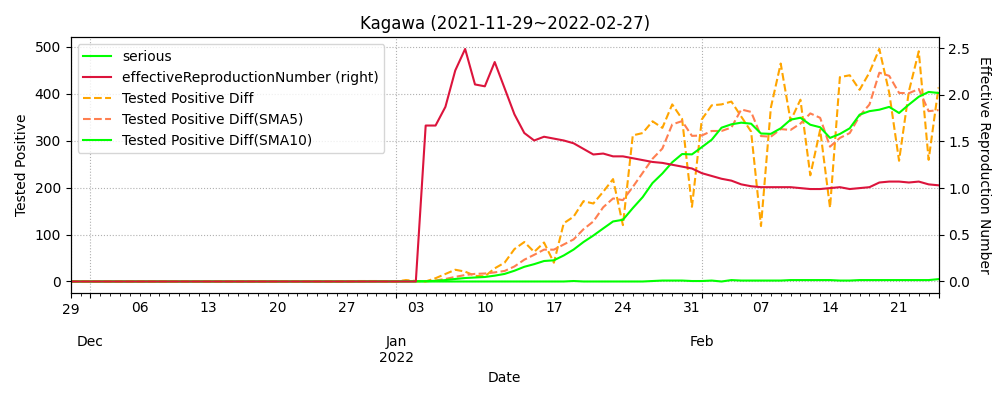 Kagawa (2021-11-29~2022-02-27)
serious
effectiveReproductionNumber (right)
Tested Positive Diff
Tested Positive Diff(SMA5)
Tested Positive Diff(SMA10)
Tested Positive
500
400
300
200
100
0
2.5
2.0
1.5
1.0
0.5
0.0
Effective Reproduction Number
29 06 13 20 27 03 10 17 24 31 07 14 21
Dec Jan Feb
2022
Date